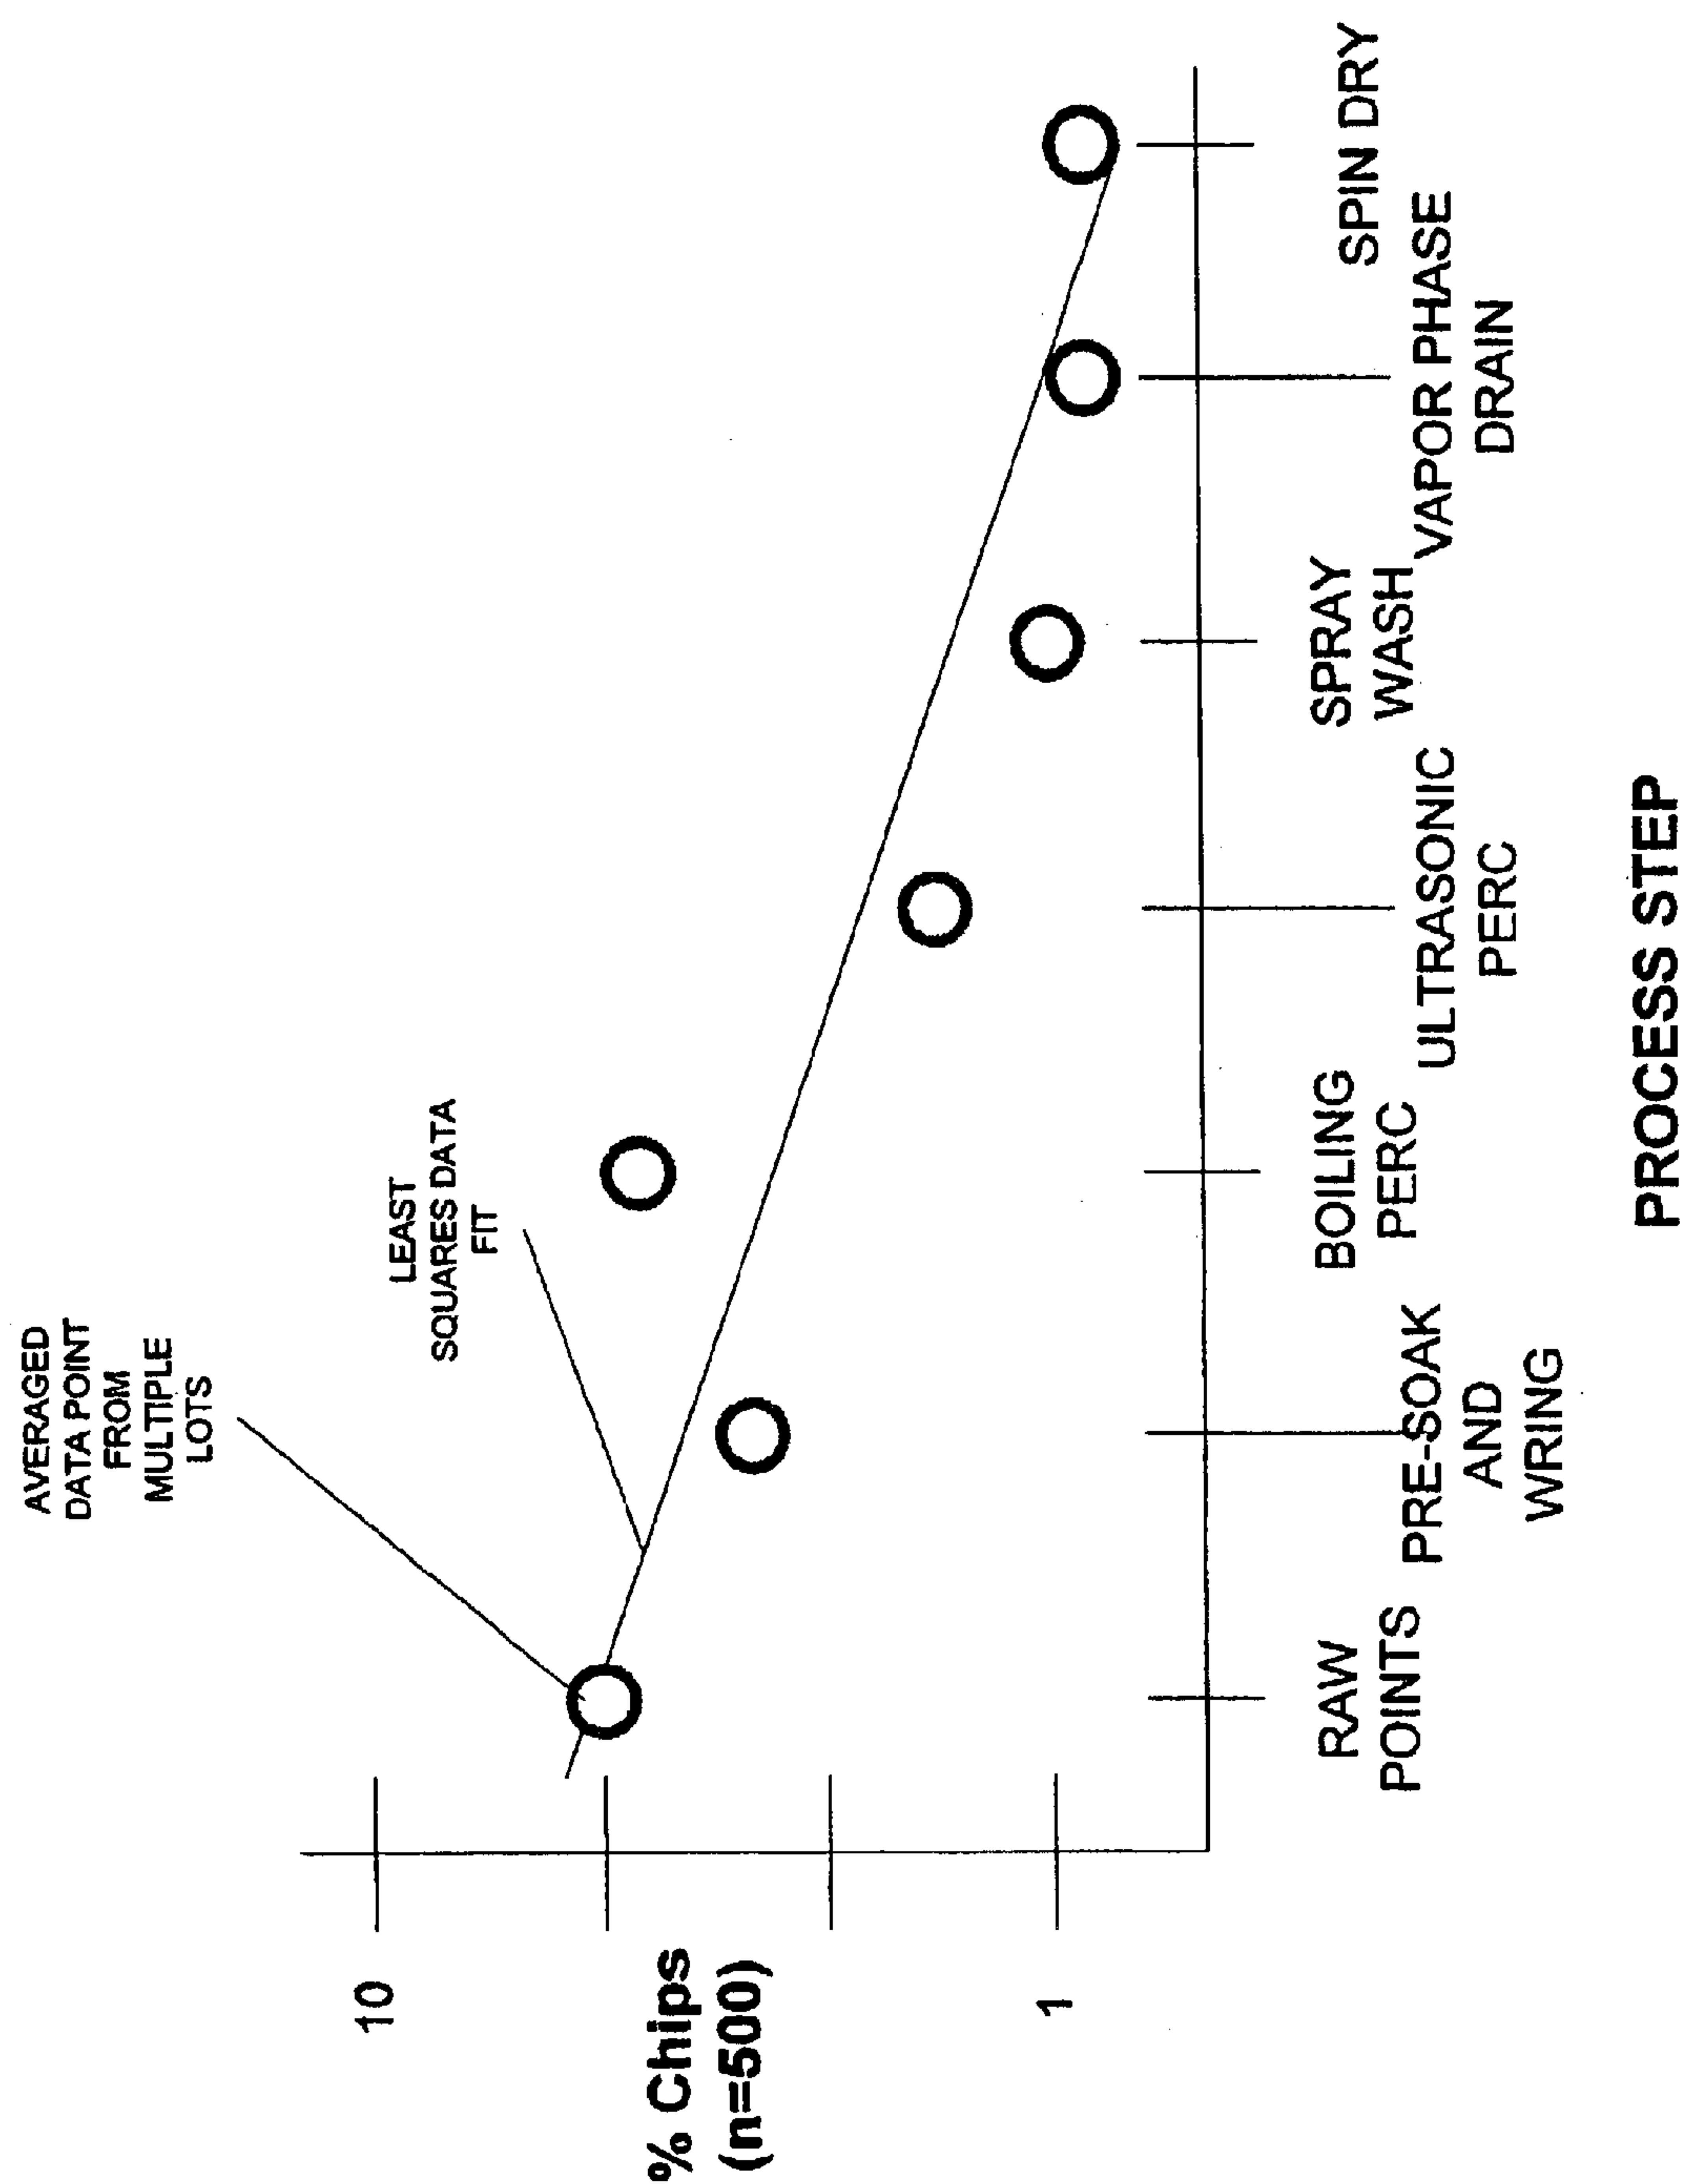 AVERAGED
DATA POINT
FROM
MULTIPLE
LOTS
LEAST
SQUARES DATA
FIT
10
% Chips
(n=500)
1
RAW
POINTS
PRE-SOAK
AND
WRING
BOILING
PERC
ULTRASONIC
PERC
SPRAY
WASH
VAPOR PHASE
DRAIN
SPIN DRY
PROCESS STEP